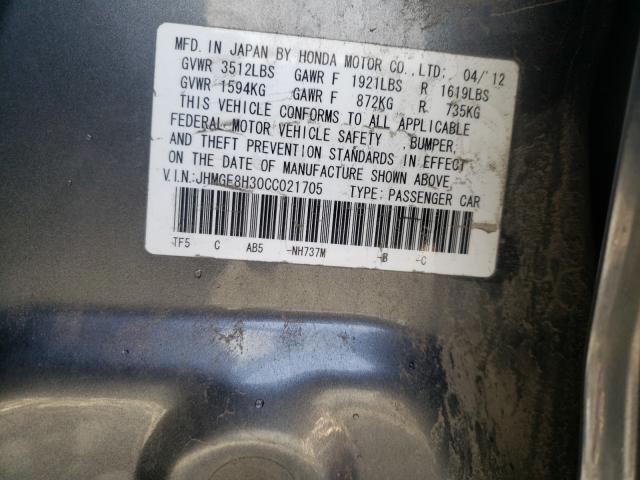 MFD. IN JAPAN BY HONDA MOTOR CO.,LTD: 04/'12
GVWR 3512LBS GAWR F 1921LBS R 1619LBS
GVWR 1594KG GAWR F 872KG R. 735KG
THIS VEHICLE CONFORMS TO ALL APPLICABLE
FEDERAL MOTOR VEHICLE SAFETY ,BUMPER,
AND THEFT PREVENTION STANDARDS IN EFFECT
ON THE DATE OF MANUFACTURE SHOWN ABOVE
V.I.N.:JHMGE8H30CC021705 TYPE: PASSENGER CAR
TF5 C AB5 -NH737M -B -C